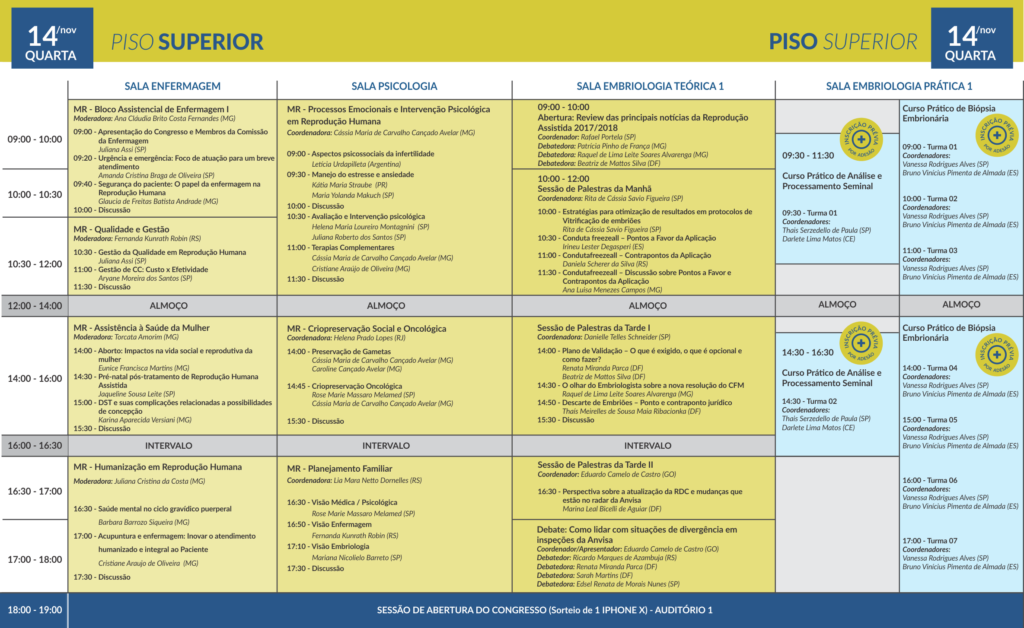 14/nov
QUARTA
PISO SUPERIOR
PISO SUPERIOR
14/nov
QUARTA
SALA ENFERMAGEM
SALA PSICOLOGIA
SALA EMBRIOLOGIA TEÓRICA 1
SALA EMBRIOLOGIA PRÁTICA 1
09:00 - 10:00
10:00 - 10:30
10:30 - 12:00
MR - Bloco Assistencial de Enfermagem I
Moderadora: Ana Cláudia Brito Costa Fernandes (MG)
09:00 - Apresentação do Congresso e Membros da Comissão
da Enfermagem
Juliana Assi (SP)
09:20 - Urgência e emergência: Foco de atuação para um breve
atendimento
Amanda Cristina Braga de Oliveira (SP)
09:40 - Segurança do paciente: O papel da enfermagem na
Reprodução Humana
Glaucia de Freitas Batista Andrade (MG)
10:00 - Discussão
MR - Qualidade e Gestão
Moderadora: Fernanda Kunrath Robin (RS)
10:30 - Gestão da Qualidade em Reprodução Humana
Juliana Assi (SP)
11:00 - Gestão de CC: Custo x Efetividade
Aryane Moreira dos Santos (SP)
11:30 - Discussão
MR - Processos Emocionais e Intervenção Psicológica
em Reprodução Humana
Coordenadora: Cássia Maria de Carvalho Cançado Avelar (MG)
09:00 - Aspectos psicossociais da infertilidade
Leticia Urdapilleta (Argentina)
09:30 - Manejo do estresse e ansiedade
Kátia Maria Straube (PR)
Maria Yolanda Makuch (SP)
10:00 - Discussão
10:30 - Avaliação e Intervenção psicológica
Helena Maria Loureiro Montagnini (SP)
Juliana Roberto dos Santos (SP)
11:00 - Terapias Complementares
Cássia Maria de Carvalho Cançado Avelar (MG)
Cristiane Araújo de Oliveira (MG)
11:30 - Discussão
09:00 - 10:00
Abertura: Review das principais notícias da Reprodução
Assistida 2017/2018
Coordenador: Rafael Portela (SP)
Debatedora: Patrícia Pinho de França (MG)
Debatedora: Raquel de Lima Leite Soares Alvarenga (MG)
Debatedora: Beatriz de Mattos Silva (DF)
10:00 - 12:00
Sessão de Palestras da Manhã
Coordenadora: Rita de Cássia Savio Figueira (SP)
10:00 - Estratégias para otimização de resultados em protocolos de
Vitrificação de embriões
Rita de Cássia Savio Figueira (SP)
10:30 - Conduta freezeall – Pontos a Favor da Aplicação
Irineu Lester Degasperi (ES)
11:00 - Condutafreezeall – Contrapontos da Aplicação
Daniela Scherer da Silva (RS)
11:30 - Condutafreezeall – Discussão sobre Pontos a Favor e
Contrapontos da Aplicação
Ana Luisa Menezes Campos (MG)
INSCRIÇÃO PRÉVIA
POR ADESÃO
09:30 - 11:30
Curso Prático de Análise e
Processamento Seminal
09:30 - Turma 01
Coordenadores:
Thais Serzedello de Paula (SP)
Darlete Lima Matos (CE)
Curso Prático de Biópsia
Embrionária
INSCRIÇÃO PRÉVIA
POR ADESÃO
09:00 - Turma 01
Coordenadores:
Vanessa Rodrigues Alves (SP)
Bruno Vinicius Pimenta de Almada (ES)
10:00 - Turma 02
Coordenadores:
Vanessa Rodrigues Alves (SP)
Bruno Vinicius Pimenta de Almada (ES)
11:00 - Turma 03
Coordenadores:
Vanessa Rodrigues Alves (SP)
Bruno Vinicius Pimenta de Almada (ES)
12:00 - 14:00
ALMOÇO
ALMOÇO
ALMOÇO
ALMOÇO
ALMOÇO
14:00 - 16:00
MR - Assistência à Saúde da Mulher
Moderadora: Torcata Amorim (MG)
14:00 - Aborto: Impactos na vida social e reprodutiva da
mulher
Eunice Francisca Martins (MG)
14:30 - Pré-natal pós-tratamento de Reprodução Humana
Assistida
Jaqueline Sousa Leite (SP)
15:00 - DST e suas complicações relacionadas a possibilidades
de concepção
Karina Aparecida Versiani (MG)
15:30 - Discussão
MR - Criopreservação Social e Oncológica
Coordenadora: Helena Prado Lopes (RJ)
14:00 - Preservação de Gametas
Cássia Maria de Carvalho Cançado Avelar (MG)
Caroline Cançado Avelar (MG)
14:45 - Criopreservação Oncológica
Rose Marie Massaro Melamed (SP)
Cássia Maria de Carvalho Cançado Avelar (MG)
15:30 - Discussão
Sessão de Palestras da Tarde I
Coordenadora: Danielle Telles Schneider (SP)
14:00 - Plano de Validação – O que é exigido, o que é opcional e
como fazer?
Renata Miranda Parca (DF)
Beatriz de Mattos Silva (DF)
14:30 - O olhar do Embriologista sobre a nova resolução do CFM
Raquel de Lima Leite Soares Alvarenga (MG)
14:50 - Descarte de Embriões – Ponto e contraponto jurídico
Thaís Meirelles de Sousa Maia Ribacionka (DF)
15:30 - Discussão
INSCRIÇÃO PRÉVIA
POR ADESÃO
14:30 - 16:30
Curso Prático de Análise e
Processamento Seminal
14:30 - Turma 02
Coordenadores:
Thais Serzedello de Paula (SP)
Darlete Lima Matos (CE)
Curso Prático de Biópsia
Embrionária
INSCRIÇÃO PRÉVIA
POR ADESÃO
14:00 - Turma 04
Coordenadores:
Vanessa Rodrigues Alves (SP)
Bruno Vinicius Pimenta de Almada (ES)
15:00 - Turma 05
Coordenadores:
Vanessa Rodrigues Alves (SP)
Bruno Vinicius Pimenta de Almada (ES)
16:00 - Turma 06
Coordenadores:
Vanessa Rodrigues Alves (SP)
Bruno Vinicius Pimenta de Almada (ES)
17:00 - Turma 07
Coordenadores:
Vanessa Rodrigues Alves (SP)
Bruno Vinicius Pimenta de Almada (ES)
16:00 - 16:30
INTERVALO
INTERVALO
INTERVALO
16:30 - 17:00
17:00 - 18:00
MR - Humanização em Reprodução Humana
Moderadora: Juliana Cristina da Costa (MG)
16:30 - Saúde mental no ciclo gravídico puerperal
Barbara Barrozo Siqueira (MG)
17:00 - Acupuntura e enfermagem: Inovar o atendimento
humanizado e integral ao Paciente
Cristiane Araujo de Oliveira (MG)
17:30 - Discussão
MR - Planejamento Familiar
Coordenadora: Lia Mara Netto Dornelles (RS)
16:30 - Visão Médica / Psicológica
Rose Marie Massaro Melamed (SP)
16:50 - Visão Enfermagem
Fernanda Kunrath Robin (RS)
17:10 - Visão Embriologia
Mariana Nicolielo Barreto (SP)
17:30 - Discussão
Sessão de Palestras da Tarde II
Coordenador: Eduardo Camelo de Castro (GO)
16:30 - Perspectiva sobre a atualização da RDC e mudanças que
estão no radar da Anvisa
Marina Leal Bicelli de Aguiar (DF)
Debate: Como lidar com situações de divergência em
inspeções da Anvisa
Coordenador/Apresentador: Eduardo Camelo de Castro (GO)
Debatedor: Ricardo Marques de Azambuja (RS)
Debatedora: Renata Miranda Parca (DF)
Debatedora: Sarah Martins (DF)
Debatedora: Edsel Renata de Morais Nunes (SP)
18:00 - 19:00
SESSÃO DE ABERTURA DO CONGRESSO (Sorteio de 1 IPHONE X) - AUDITÓRIO 1